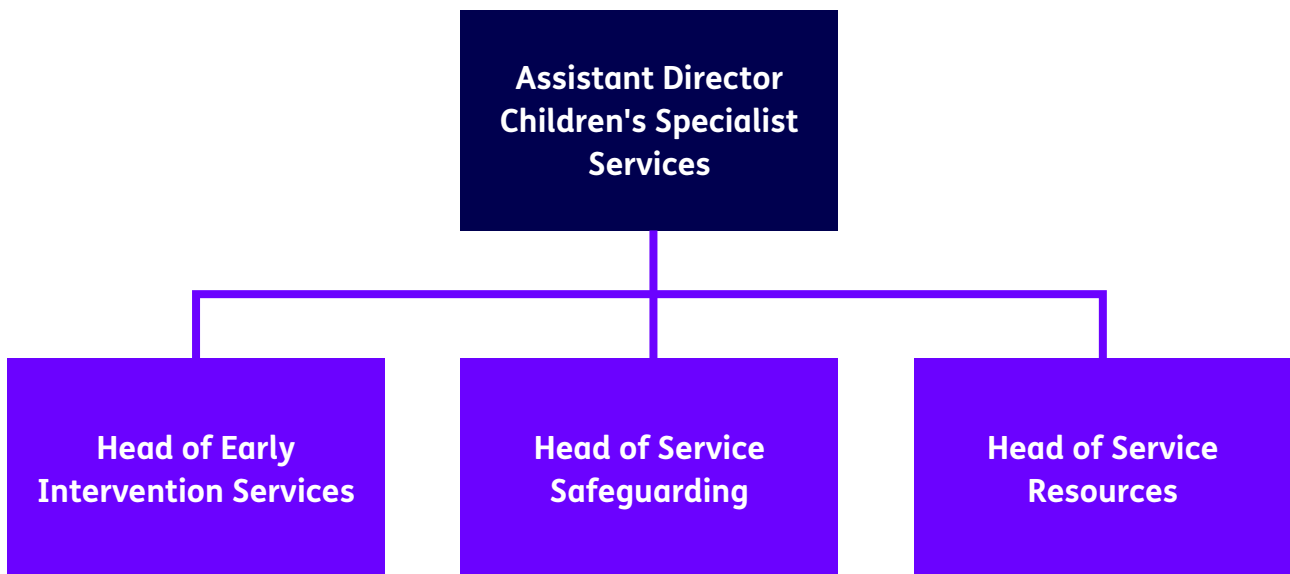 Assistant Director
Children's Specialist
Services
Head of Early
Intervention Services
Head of Service
Safeguarding
Head of Service
Resources